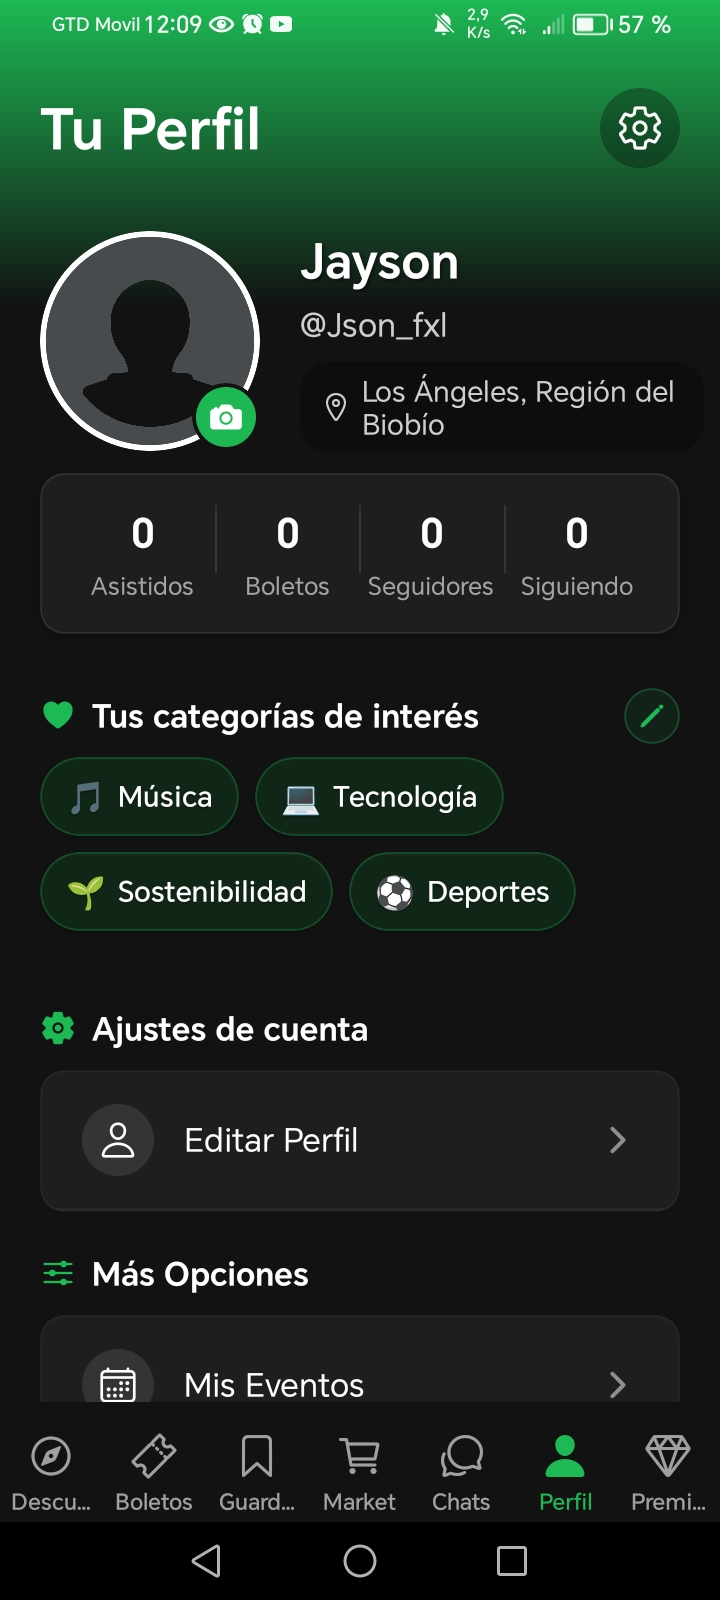 GTD Movil 12:09 2,9 K/s 57 %
Tu Perfil
Jayson
@Json_fxl
Los Ángeles, Región del
Biobío
0 0 0 0
Asistidos Boletos Seguidores Siguiendo
Tus categorías de interés
Música Tecnología
Sostenibilidad Deportes
Ajustes de cuenta
Editar Perfil
Más Opciones
Mis Eventos
Descu... Boletos Guard... Market Chats Perfil Premi...